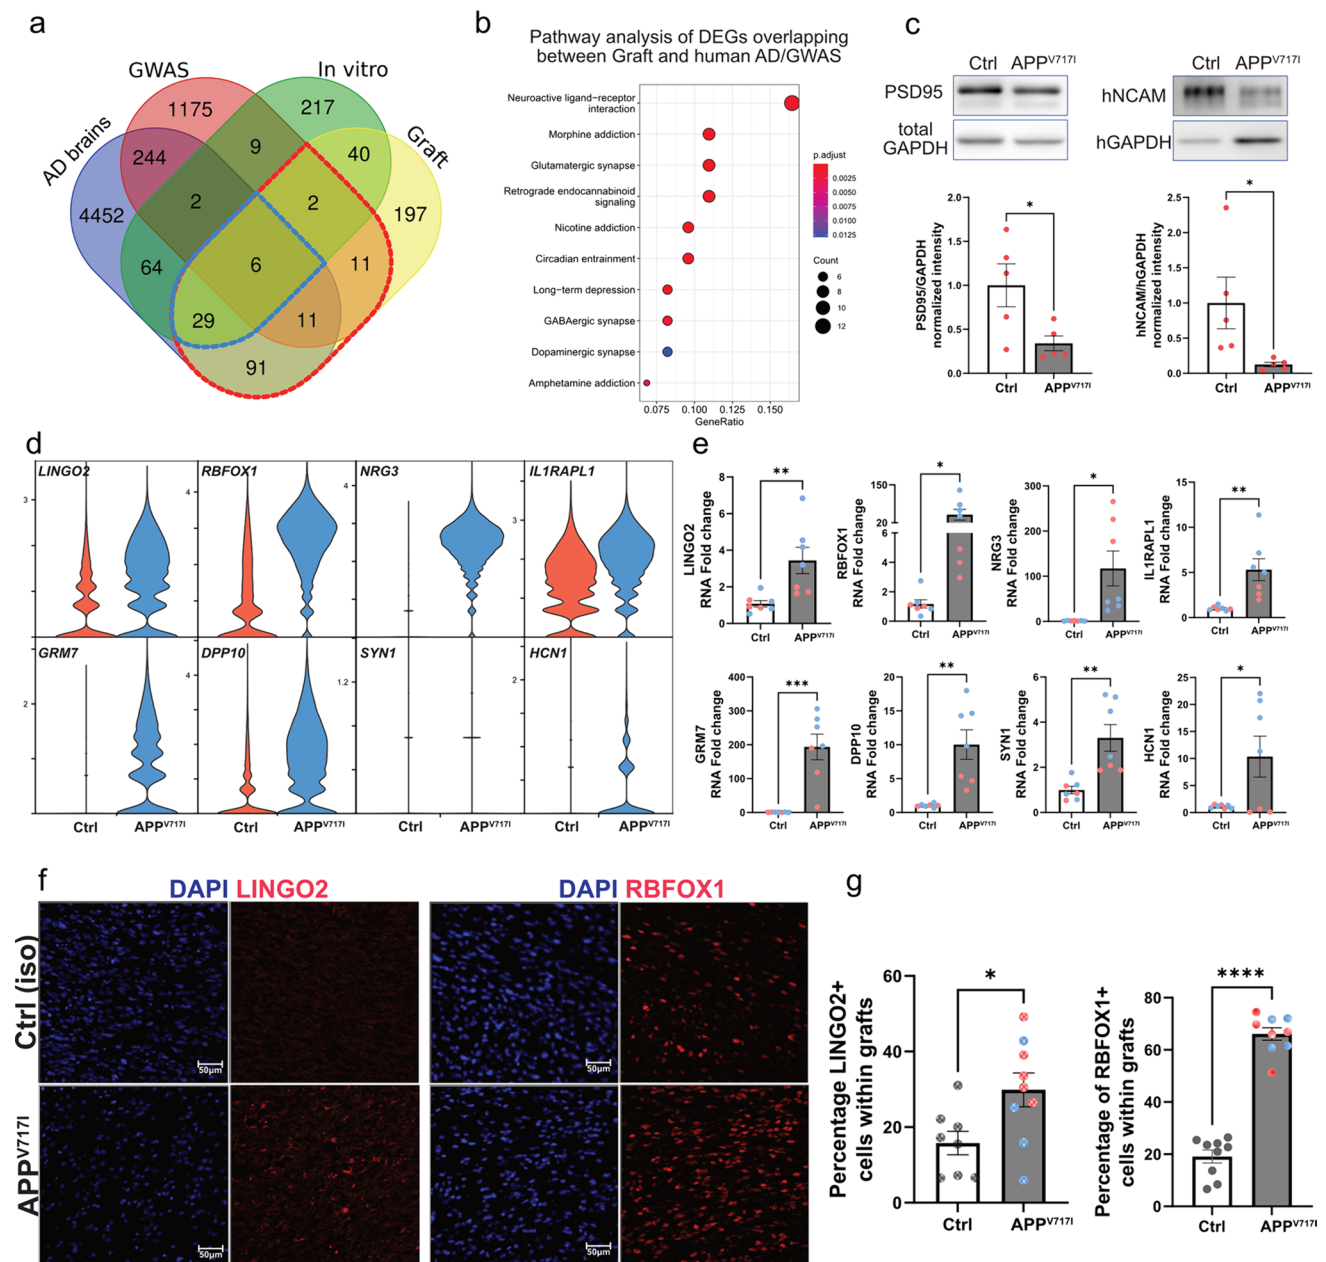 a
GWAS
In vitro
AD brains
Graft
1175
217
244
9
40
4452
2
2
197
64
6
11
29
11
91
b
Pathway analysis of DEGs overlapping
between Graft and human AD/GWAS
Neuroactive ligand−receptor
interaction
Morphine addiction
Glutamatergic synapse
Retrograde endocannabinoid
signaling
Nicotine addiction
Circadian entrainment
Long−term depression
GABAergic synapse
Dopaminergic synapse
Amphetamine addiction
0.075 0.100 0.125 0.150
GeneRatio
p.adjust
0.0025
0.0050
0.0075
0.0100
0.0125
Count
6
8
10
12
c
Ctrl APPV717I
PSD95
total
GAPDH
Ctrl APPV717I
hNCAM
hGAPDH
PSD95/GAPDH
normalized intensity
2.0
1.5
1.0
0.5
0.0
*
Ctrl APPV717I
hNCAM/hGAPDH
normalized intensity
2.5
2.0
1.5
1.0
0.5
0.0
*
Ctrl APPV717I
d
LINGO2 RBFOX1 NRG3 IL1RAPL1
3 4 4 3
GRM7 DPP10 SYN1 HCN1
2 4 1.2 2
Ctrl APPV717I Ctrl APPV717I Ctrl APPV717I Ctrl APPV717I
e
LINGO2
RNA Fold change
8
6
4
2
0
**
Ctrl APPV717I
RBFOX1
RNA Fold change
150
20
6
4
2
0
*
Ctrl APPV717I
NRG3
RNA Fold change
300
200
100
0
*
Ctrl APPV717I
IL1RAPL1
RNA Fold change
15
10
5
0
**
Ctrl APPV717I
GRM7
RNA Fold change
400
300
200
100
0
***
Ctrl APPV717I
DPP10
RNA Fold change
20
15
10
5
0
**
Ctrl APPV717I
SYN1
RNA Fold change
6
4
2
0
**
Ctrl APPV717I
HCN1
RNA Fold change
25
20
15
10
5
0
*
Ctrl APPV717I
f
DAPI LINGO2
DAPI RBFOX1
Ctrl (iso)
50µm
50µm
APPV717I
50µm
50µm
g
Percentage LINGO2+
cells within grafts
60
40
20
0
*
Ctrl APPV717I
Percentage of RBFOX1+
cells within grafts
80
60
40
20
0
****
Ctrl APPV717I